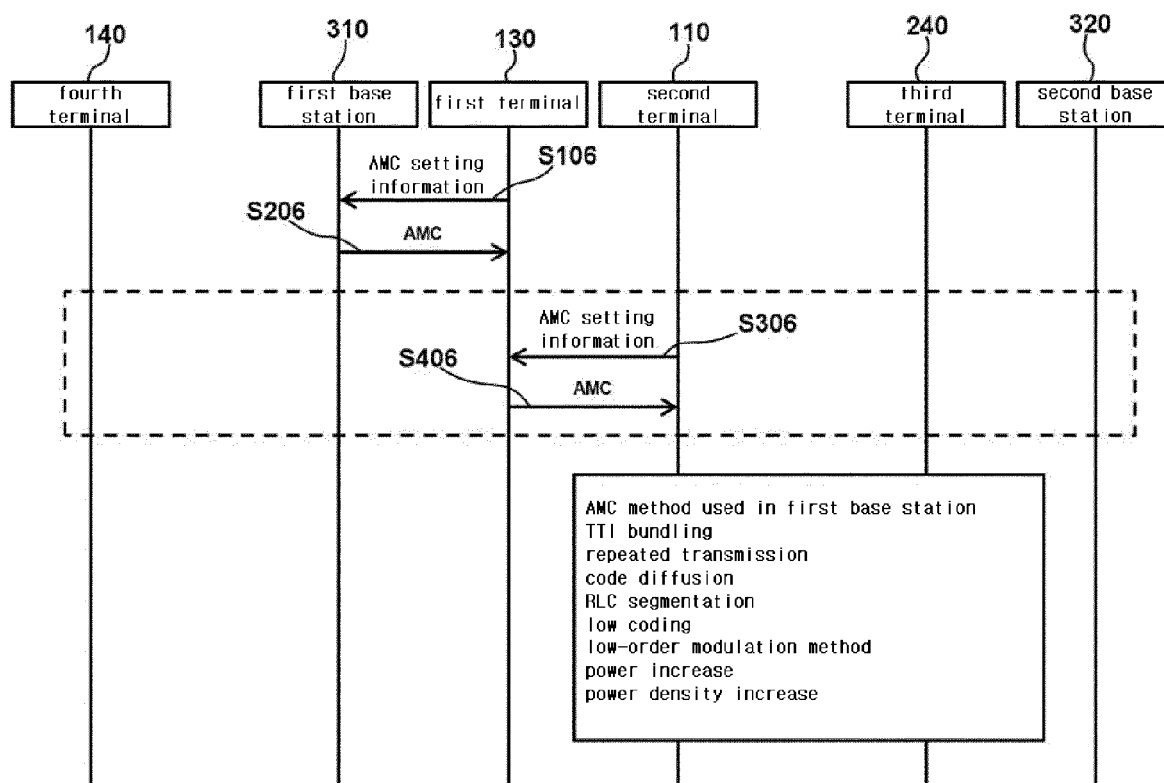 140
310
130
110
240
320
fourth
terminal
first base
station
first terminal
second
terminal
third
terminal
second base
station
AMC setting
information
S106
S206
AMC
AMC setting
information
S306
S406
AMC
AMC method used in first base station
TTI bundling
repeated transmission
code diffusion
RLC segmentation
low coding
low-order modulation method
power increase
power density increase